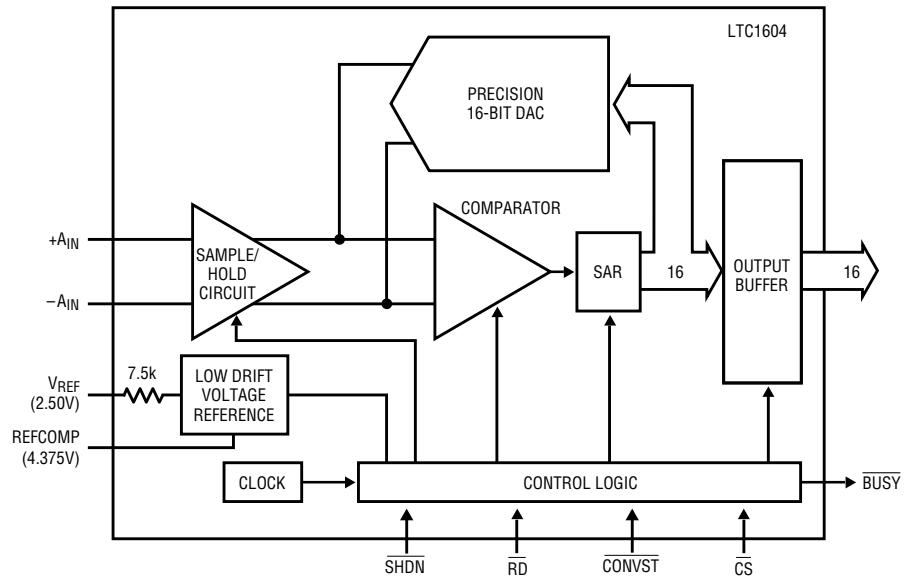 LTC1604
PRECISION
16-BIT DAC
COMPARATOR
+AIN
SAMPLE/
HOLD
CIRCUIT
–AIN
SAR
16
OUTPUT
BUFFER
16
7.5k
VREF
(2.50V)
LOW DRIFT
VOLTAGE
REFERENCE
REFCOMP
(4.375V)
CLOCK
CONTROL LOGIC
BUSY
SHDN
RD
CONVST
CS